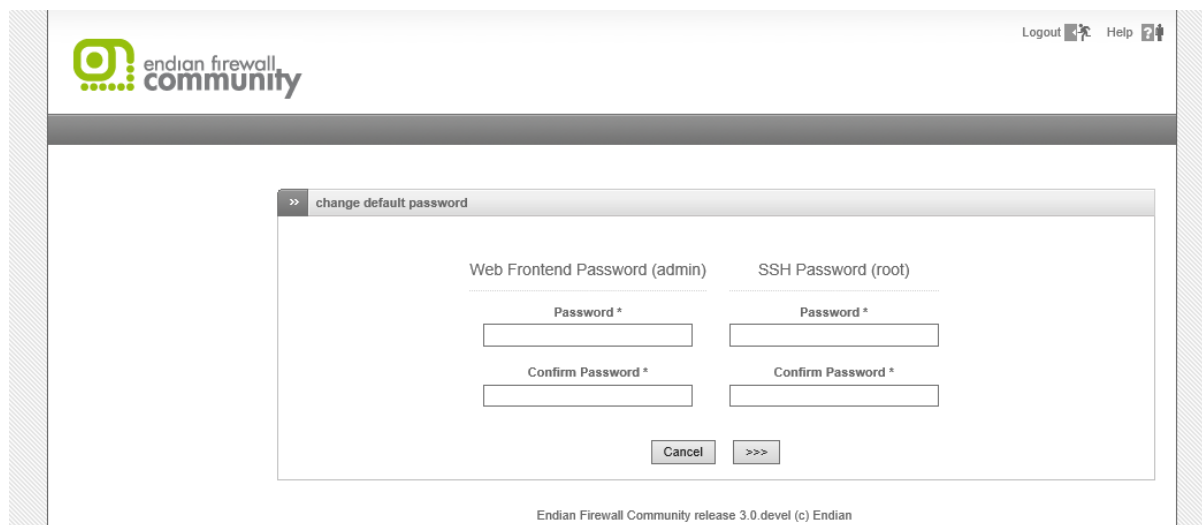 Logout Help
endian firewall
community
>> change default password
Web Frontend Password (admin) SSH Password (root)
Password * Password *
Confirm Password * Confirm Password *
Cancel >>>
Endian Firewall Community release 3.0.devel (c) Endian